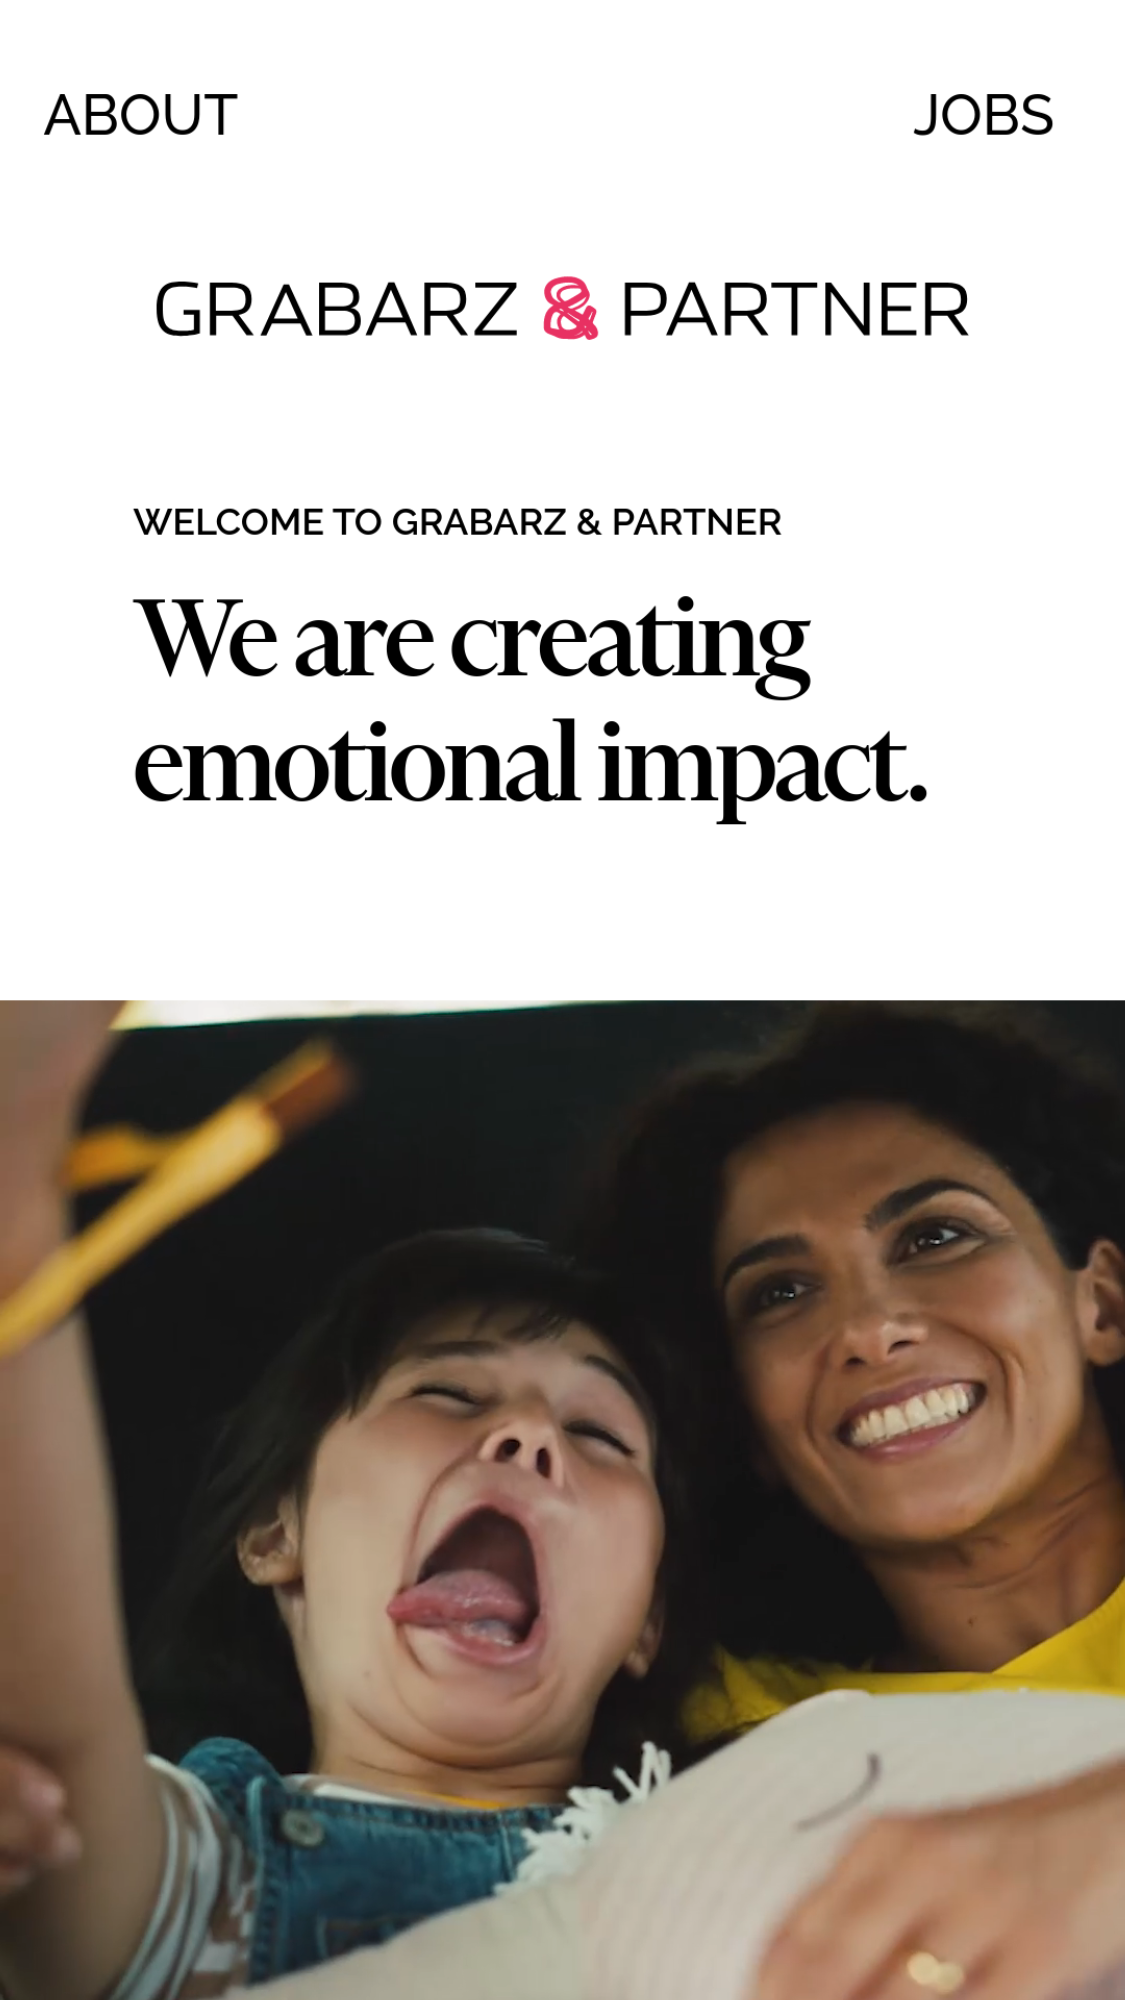 ABOUT
JOBS
GRABARZ & PARTNER
WELCOME TO GRABARZ & PARTNER
We are creating
emotional impact.